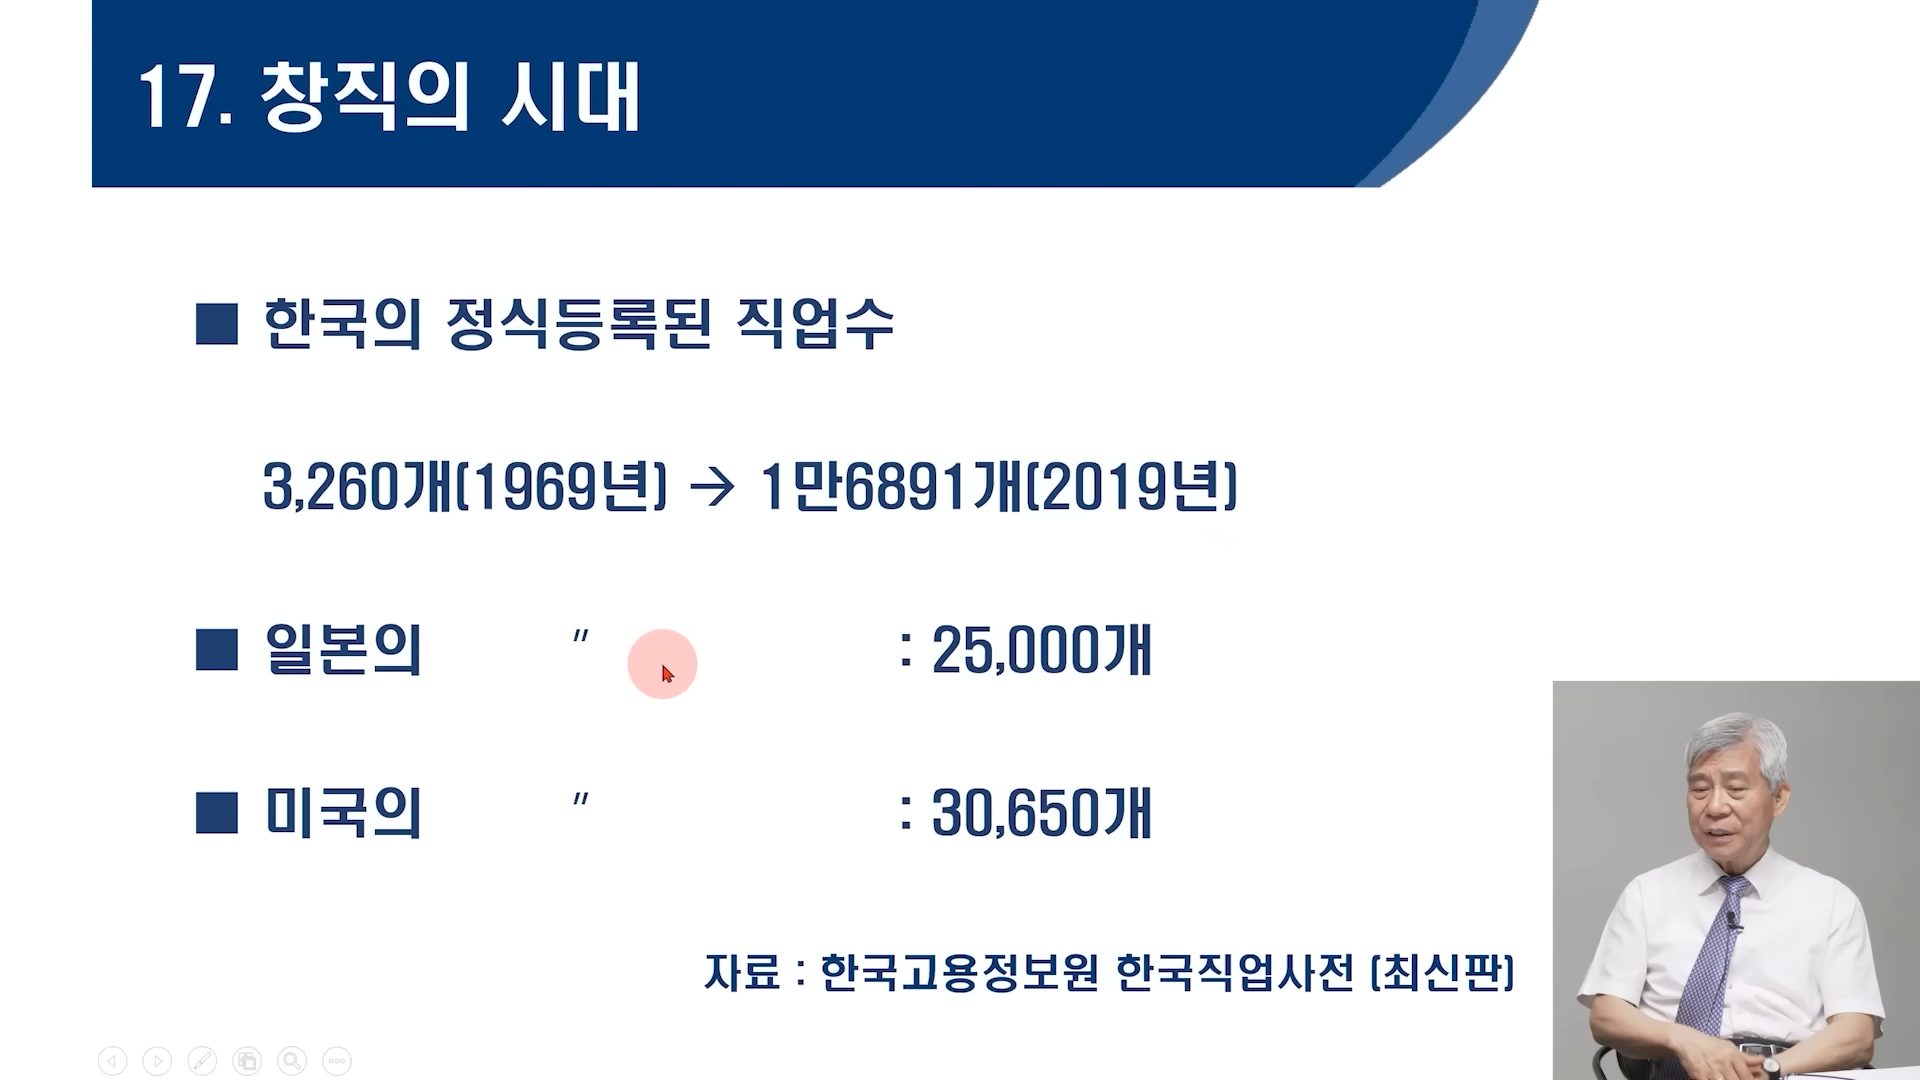 17. 창직의 시대
■ 한국의 정식등록된 직업수
3,260개(1969년) → 1만6891개(2019년)
■ 일본의 〃 : 25,000개
■ 미국의 〃 : 30,650개
자료 : 한국고용정보원 한국직업사전 (최신판)